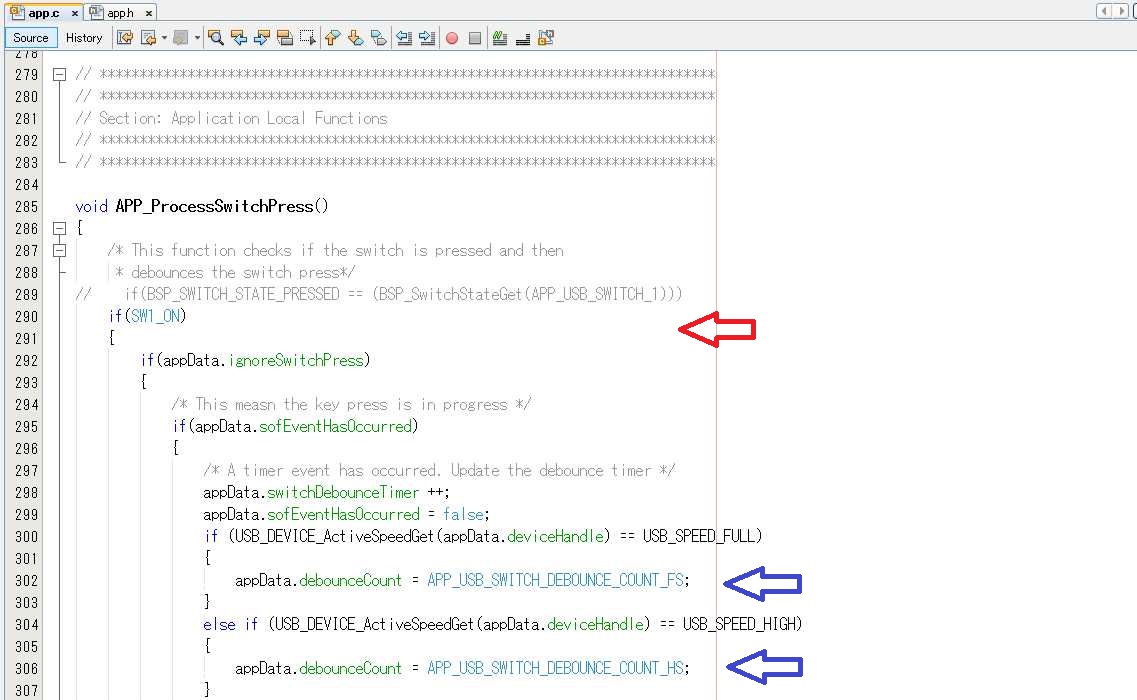 app.c x app.h x
Source History
278
279 // *****************************************************************************
280 // *****************************************************************************
281 // Section: Application Local Functions
282 // *****************************************************************************
283 // *****************************************************************************
284
285 void APP_ProcessSwitchPress()
286 {
287 /* This function checks if the switch is pressed and then
288 * debounces the switch press*/
289 // if(BSP_SWITCH_STATE_PRESSED == (BSP_SwitchStateGet(APP_USB_SWITCH_1)))
290 if(SW1_ON)
291 {
292 if(appData.ignoreSwitchPress)
293 {
294 /* This measn the key press is in progress */
295 if(appData.sofEventHasOccurred)
296 {
297 /* A timer event has occurred. Update the debounce timer */
298 appData.switchDebounceTimer ++;
299 appData.sofEventHasOccurred = false;
300 if (USB_DEVICE_ActiveSpeedGet(appData.deviceHandle) == USB_SPEED_FULL)
301 {
302 appData.debounceCount = APP_USB_SWITCH_DEBOUNCE_COUNT_FS;
303 }
304 else if (USB_DEVICE_ActiveSpeedGet(appData.deviceHandle) == USB_SPEED_HIGH)
305 {
306 appData.debounceCount = APP_USB_SWITCH_DEBOUNCE_COUNT_HS;
307 }